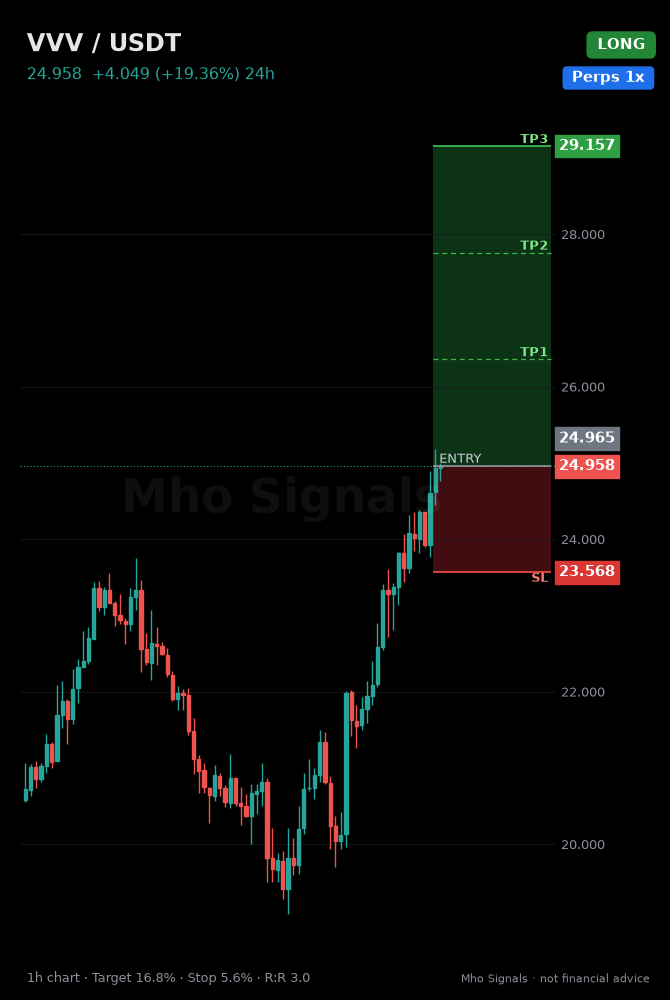 VVV / USDT
LONG
24.958  +4.049 (+19.36%) 24h
Perps 1x
TP3
29.157
28.000
TP2
TP1
26.000
24.965
ENTRY
24.958
Mho Signals
24.000
23.568
SL
22.000
20.000
1h chart · Target 16.8% · Stop 5.6% · R:R 3.0
Mho Signals · not financial advice